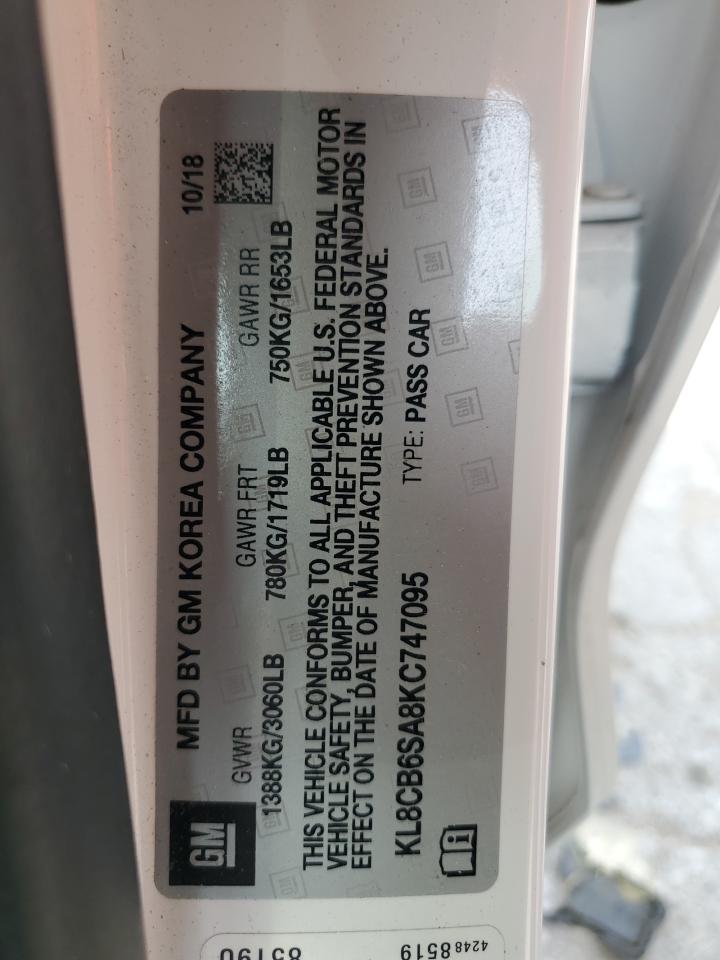 MFD BY GM KOREA COMPANY 10/18
GVWR GAWR FRT GAWR RR
1388KG/3060LB 780KG/1719LB 750KG/1653LB
THIS VEHICLE CONFORMS TO ALL APPLICABLE U.S. FEDERAL MOTOR
VEHICLE SAFETY, BUMPER, AND THEFT PREVENTION STANDARDS IN
EFFECT ON THE DATE OF MANUFACTURE SHOWN ABOVE.
KL8CB6SA8KC747095 TYPE: PASS CAR
GM
4248 8519